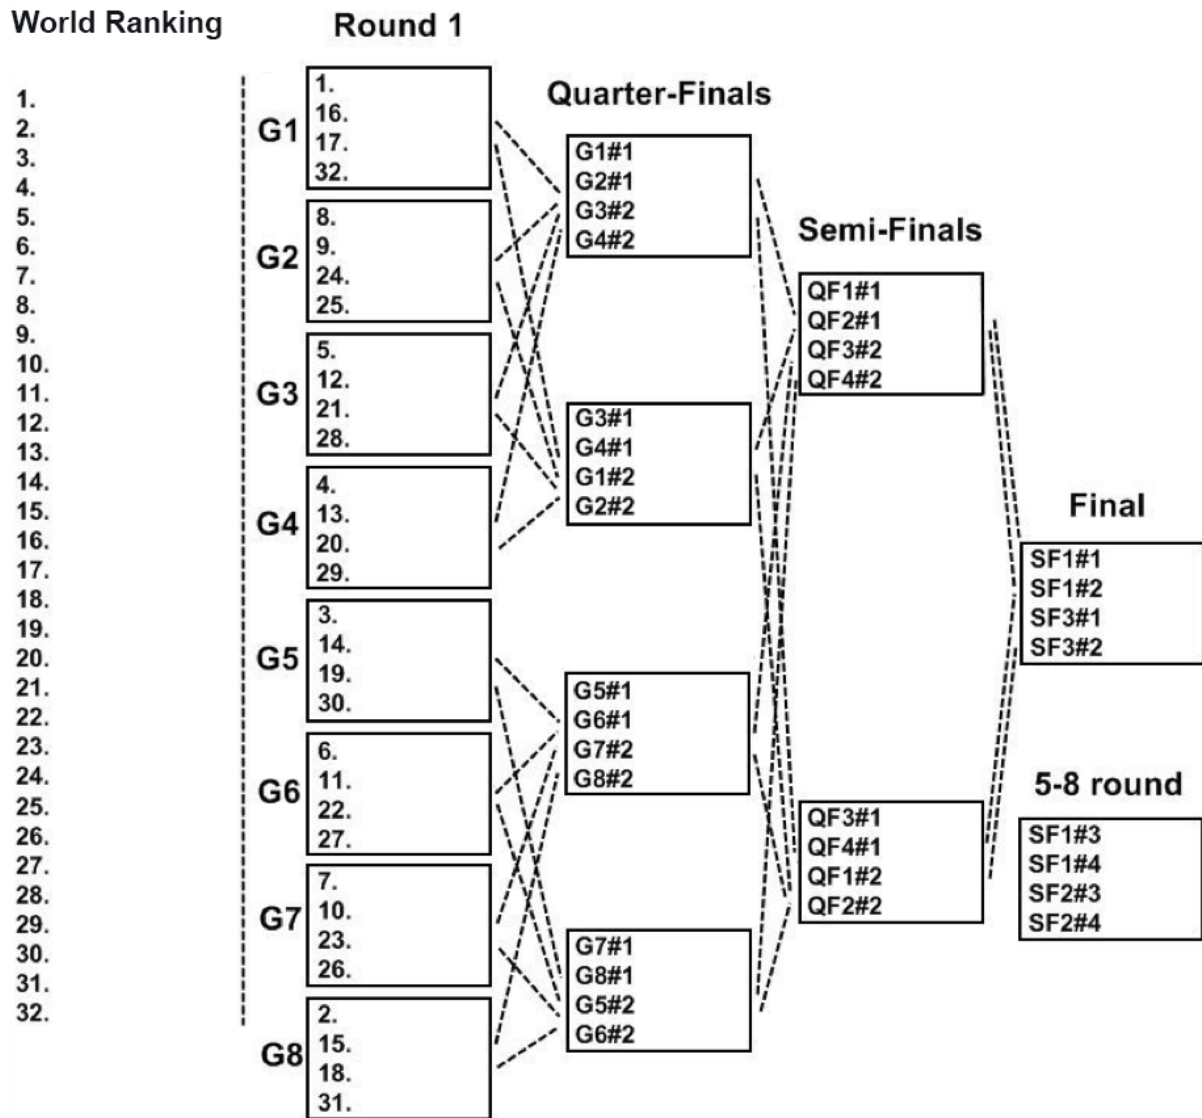 World Ranking
1.
2.
3.
4.
5.
6.
7.
8.
9.
10.
11.
12.
13.
14.
15.
16.
17.
18.
19.
20.
21.
22.
23.
24.
25.
26.
27.
28.
29.
30.
31.
32.
Round 1
G1
1.
16.
17.
32.
G2
8.
9.
24.
25.
G3
5.
12.
21.
28.
G4
4.
13.
20.
29.
G5
3.
14.
19.
30.
G6
6.
11.
22.
27.
G7
7.
10.
23.
26.
G8
2.
15.
18.
31.
Quarter-Finals
G1#1
G2#1
G3#2
G4#2
G3#1
G4#1
G1#2
G2#2
G5#1
G6#1
G7#2
G8#2
G7#1
G8#1
G5#2
G6#2
Semi-Finals
QF1#1
QF2#1
QF3#2
QF4#2
QF3#1
QF4#1
QF1#2
QF2#2
Final
SF1#1
SF1#2
SF3#1
SF3#2
5-8 round
SF1#3
SF1#4
SF2#3
SF2#4